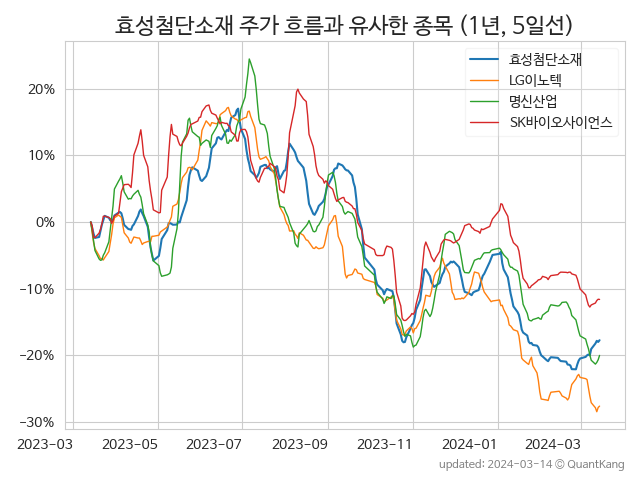 효성첨단소재 주가 흐름과 유사한 종목 (1년, 5일선)
효성첨단소재
LG이노텍
명신산업
SK바이오사이언스
20%
10%
0%
−10%
−20%
−30%
2023-03 2023-05 2023-07 2023-09 2023-11 2024-01 2024-03
updated: 2024-03-14 © QuantKang